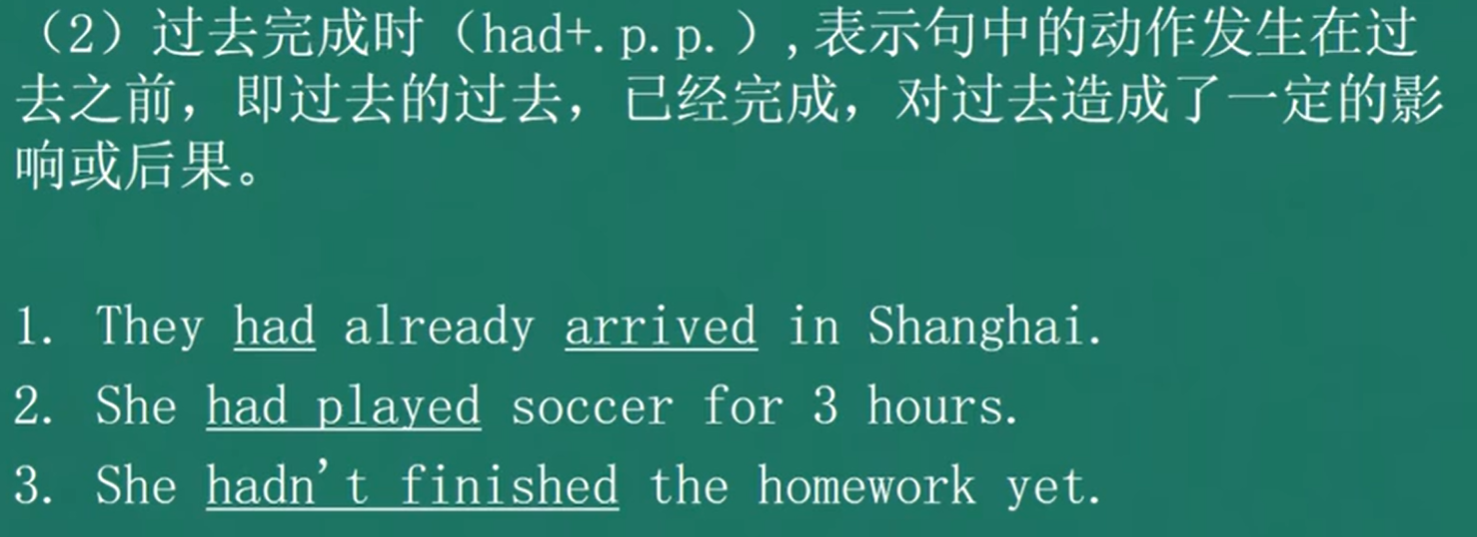 （2）过去完成时（had+.p.p.）,表示句中的动作发生在过
去之前，即过去的过去，已经完成，对过去造成了一定的影
响或后果。
1. They had already arrived in Shanghai.
2. She had played soccer for 3 hours.
3. She hadn't finished the homework yet.